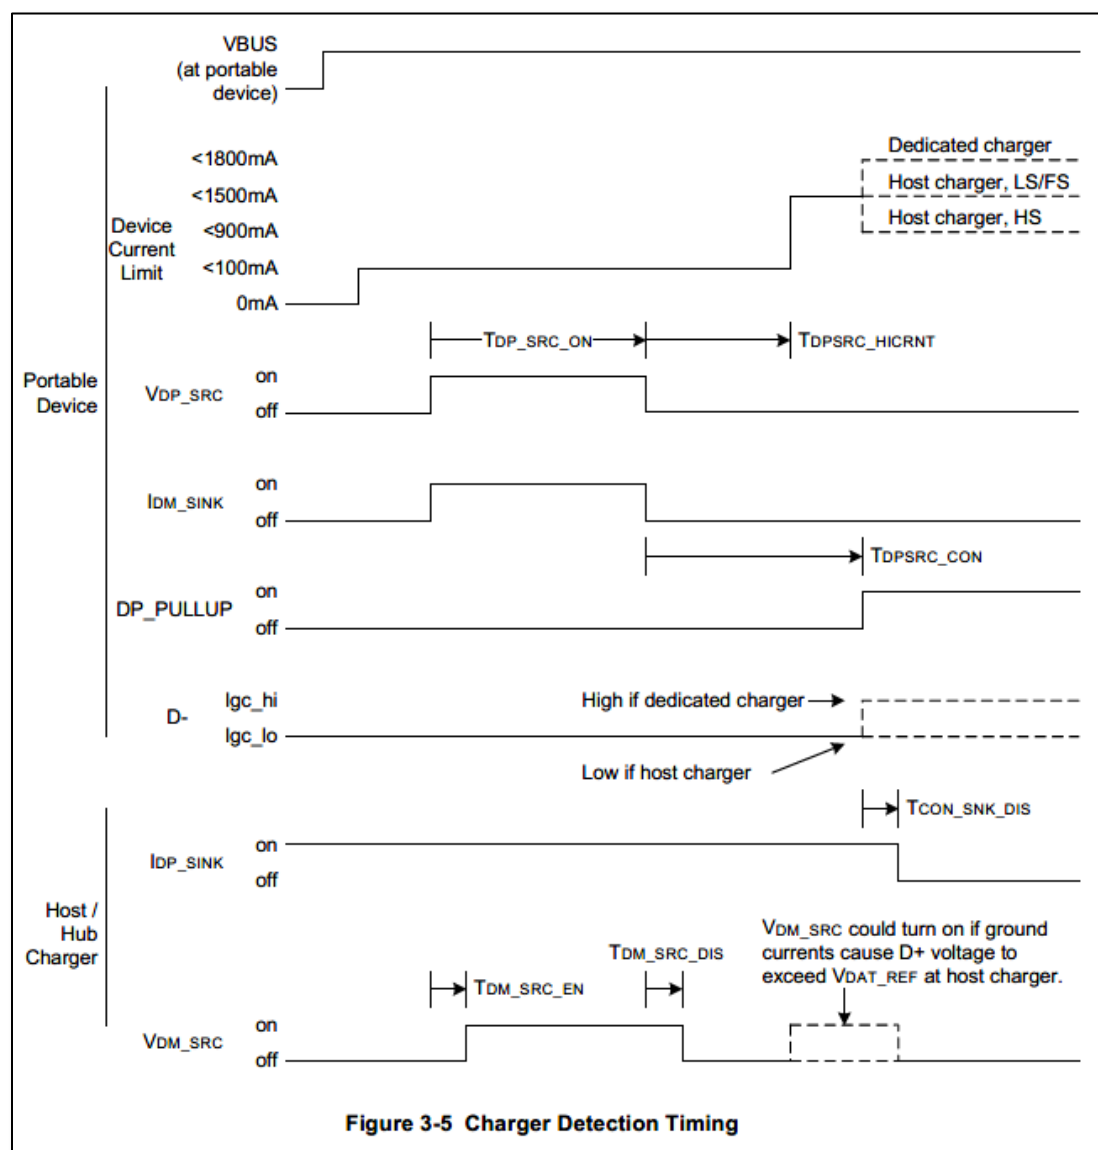 VBUS
(at portable
device)
Dedicated charger
<1800mA
Host charger, LS/FS
<1500mA
Device
Current
Limit
<900mA
Host charger, HS
<100mA
0mA
TDP_SRC_ON
TDPSRC_HICRNT
Portable
Device
on
VDP_SRC
off
on
IDM_SINK
off
TDPSRC_CON
on
DP_PULLUP
off
lgc_hi
High if dedicated charger
D-
lgc_lo
Low if host charger
TCON_SNK_DIS
on
IDP_SINK
off
Host /
Hub
Charger
VDM_SRC could turn on if ground
currents cause D+ voltage to
exceed VDAT_REF at host charger.
TDM_SRC_DIS
TDM_SRC_EN
on
VDM_SRC
off
Figure 3-5 Charger Detection Timing